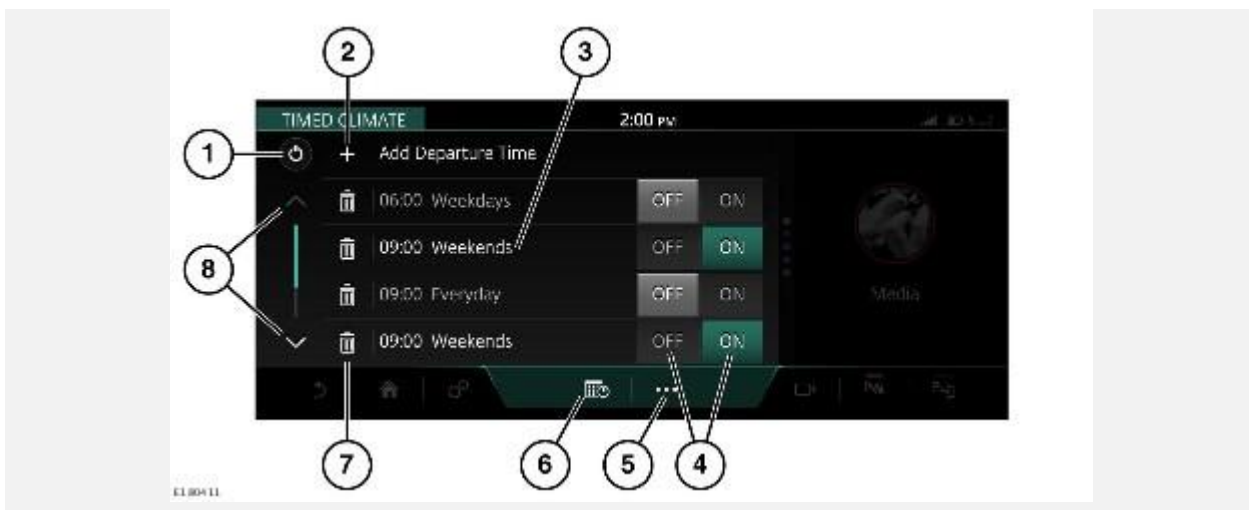 2
3
TIMED CLIMATE 2:00 PM
1
+ Add Departure Time
06:00 Weekdays OFF ON
8
09:00 Weekends OFF ON
09:00 Everyday OFF ON
Media
09:00 Weekends OFF ON
7
6
5
4